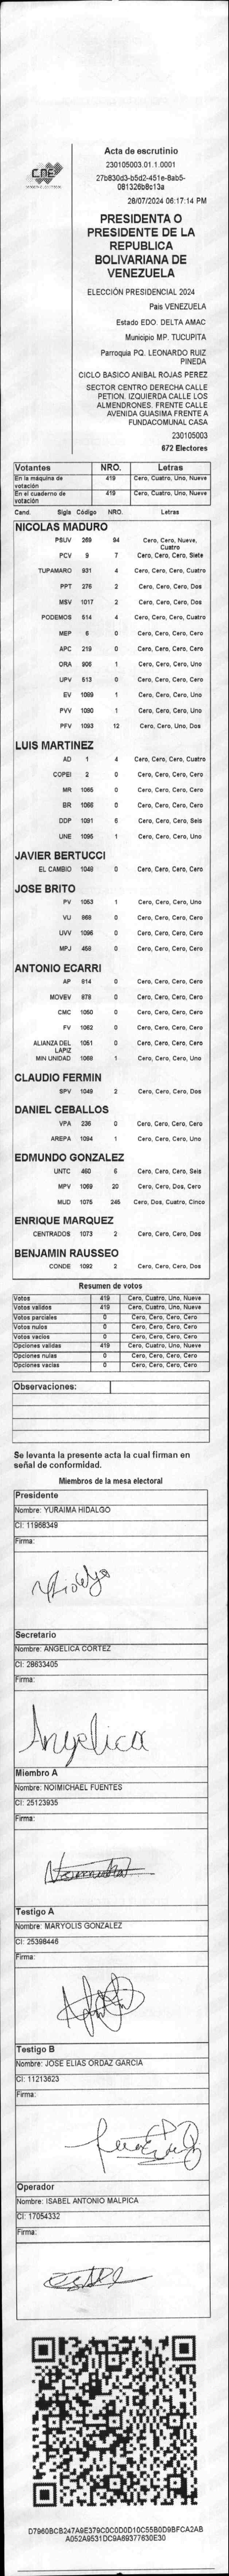 CNE
Acta de escrutinio
230105003.01.1.0001
27b830d3-b5d2-451e-8ab5-
081326b8c13a
28/07/2024 06:17:14 PM
PRESIDENTA O
PRESIDENTE DE LA
REPUBLICA
BOLIVARIANA DE
VENEZUELA
ELECCIÓN PRESIDENCIAL 2024
Pais VENEZUELA
Estado EDO. DELTA AMAC
Municipio MP. TUCUPITA
Parroquia PQ. LEONARDO RUIZ
PINEDA
CICLO BASICO ANIBAL ROJAS PEREZ
SECTOR CENTRO DERECHA CALLE
PETION. IZQUIERDA CALLE LOS
ALMENDRONES. FRENTE CALLE
AVENIDA GUASIMA FRENTE A
FUNDACOMUNAL CASA
230105003
672 Electores
Votantes NRO. Letras
En la máquina de votación 419 Cero, Cuatro, Uno, Nueve
En el cuaderno de votación 419 Cero, Cuatro, Uno, Nueve
Cand. Sigla Código NRO. Letras
NICOLAS MADURO
PSUV 269 94 Cero, Cero, Nueve, Cuatro
PCV 9 7 Cero, Cero, Cero, Siete
TUPAMARO 931 4 Cero, Cero, Cero, Cuatro
PPT 276 2 Cero, Cero, Cero, Dos
MSV 1017 2 Cero, Cero, Cero, Dos
PODEMOS 514 4 Cero, Cero, Cero, Cuatro
MEP 6 0 Cero, Cero, Cero, Cero
APC 219 0 Cero, Cero, Cero, Cero
ORA 906 1 Cero, Cero, Cero, Uno
UPV 513 0 Cero, Cero, Cero, Cero
EV 1089 1 Cero, Cero, Cero, Uno
PVV 1090 1 Cero, Cero, Cero, Uno
PFV 1093 12 Cero, Cero, Uno, Dos
LUIS MARTINEZ
AD 1 4 Cero, Cero, Cero, Cuatro
COPEI 2 0 Cero, Cero, Cero, Cero
MR 1065 0 Cero, Cero, Cero, Cero
BR 1066 0 Cero, Cero, Cero, Cero
DDP 1091 6 Cero, Cero, Cero, Seis
UNE 1095 1 Cero, Cero, Cero, Uno
JAVIER BERTUCCI
EL CAMBIO 1048 0 Cero, Cero, Cero, Cero
JOSE BRITO
PV 1053 1 Cero, Cero, Cero, Uno
VU 868 0 Cero, Cero, Cero, Cero
UVV 1096 0 Cero, Cero, Cero, Cero
MPJ 458 0 Cero, Cero, Cero, Cero
ANTONIO ECARRI
AP 814 0 Cero, Cero, Cero, Cero
MOVEV 878 0 Cero, Cero, Cero, Cero
CMC 1050 0 Cero, Cero, Cero, Cero
FV 1062 0 Cero, Cero, Cero, Cero
ALIANZA DEL LAPIZ 1051 0 Cero, Cero, Cero, Cero
MIN UNIDAD 1068 1 Cero, Cero, Cero, Uno
CLAUDIO FERMIN
SPV 1049 2 Cero, Cero, Cero, Dos
DANIEL CEBALLOS
VPA 236 0 Cero, Cero, Cero, Cero
AREPA 1094 1 Cero, Cero, Cero, Uno
EDMUNDO GONZALEZ
UNTC 460 6 Cero, Cero, Cero, Seis
MPV 1069 20 Cero, Cero, Dos, Cero
MUD 1075 245 Cero, Dos, Cuatro, Cinco
ENRIQUE MARQUEZ
CENTRADOS 1073 2 Cero, Cero, Cero, Dos
BENJAMIN RAUSSEO
CONDE 1092 2 Cero, Cero, Cero, Dos
Resumen de votos
Votos 419 Cero, Cuatro, Uno, Nueve
Votos validos 419 Cero, Cuatro, Uno, Nueve
Votos parciales 0 Cero, Cero, Cero, Cero
Votos nulos 0 Cero, Cero, Cero, Cero
Votos vacios 0 Cero, Cero, Cero, Cero
Opciones validas 419 Cero, Cuatro, Uno, Nueve
Opciones nulas 0 Cero, Cero, Cero, Cero
Opciones vacias 0 Cero, Cero, Cero, Cero
Observaciones:
Se levanta la presente acta la cual firman en
señal de conformidad.
Miembros de la mesa electoral
Presidente
Nombre: YURAIMA HIDALGO
CI: 11968349
Firma:
Hidalgo
Secretario
Nombre: ANGELICA CORTEZ
CI: 28633405
Firma:
Angelica
Miembro A
Nombre: NOIMICHAEL FUENTES
CI: 25123935
Firma:
Testigo A
Nombre: MARYOLIS GONZALEZ
CI: 25398446
Firma:
Testigo B
Nombre: JOSE ELIAS ORDAZ GARCIA
CI: 11213623
Firma:
Operador
Nombre: ISABEL ANTONIO MALPICA
CI: 17054332
Firma:
D7960BCB247A9E379C0C0D0D10C55B0D9BFCA2AB
A052A9531DC9A69377630E30